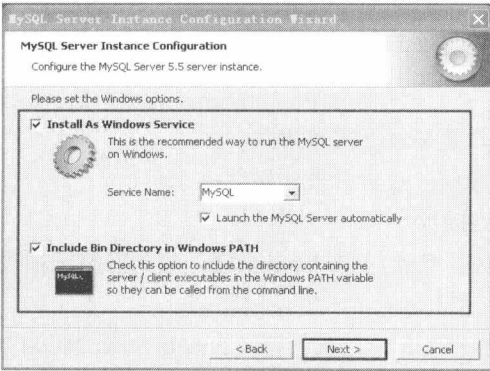 MySQL Server Instance Configuration Wizard
MySQL Server Instance Configuration
Configure the MySQL Server 5.5 server instance.
Please set the Windows options.
Install As Windows Service
This is the recommended way to run the MySQL server
on Windows.
Service Name:
MySQL
Launch the MySQL Server automatically
Include Bin Directory in Windows PATH
MySQL
Check this option to include the directory containing the
server / client executables in the Windows PATH variable
so they can be called from the command line.
< Back
Next >
Cancel